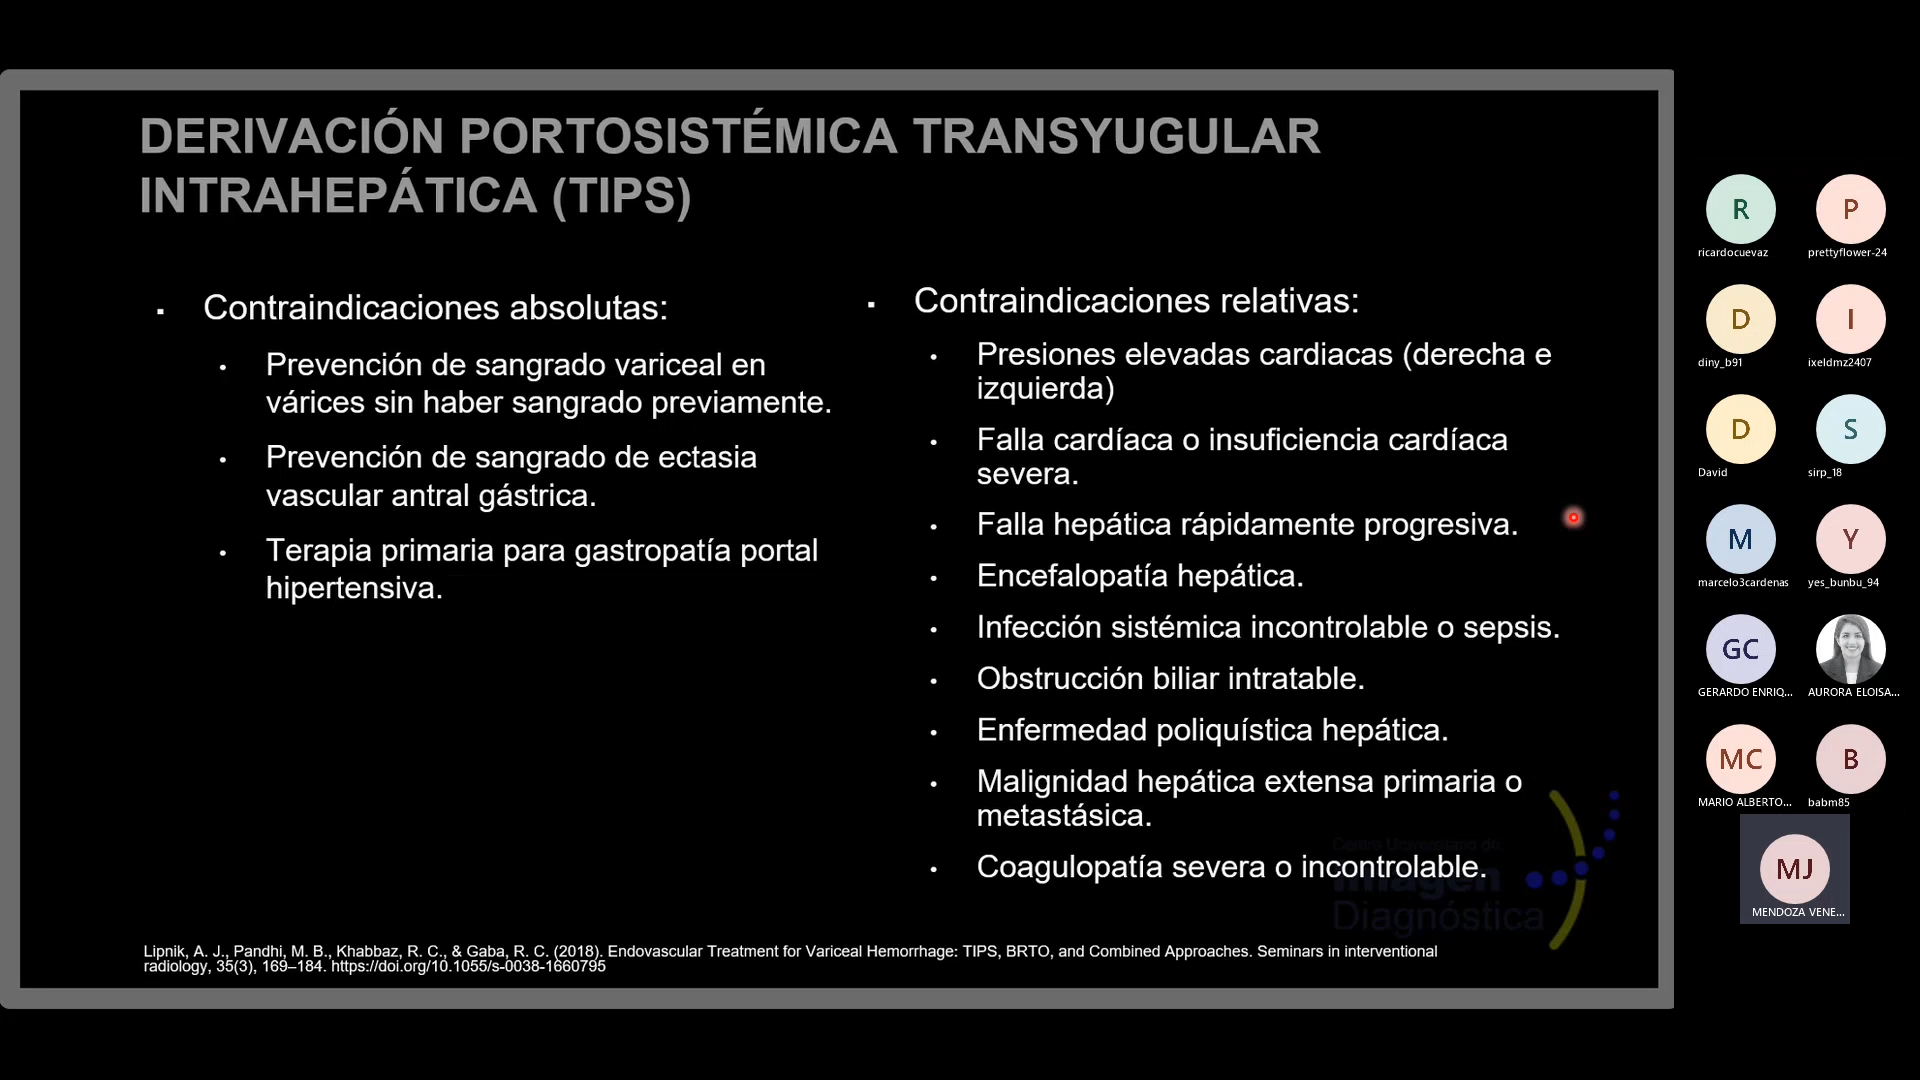 DERIVACIÓN PORTOSISTÉMICA TRANSYUGULAR
INTRAHEPÁTICA (TIPS)
Contraindicaciones absolutas:
Prevención de sangrado variceal en
várices sin haber sangrado previamente.
Prevención de sangrado de ectasia
vascular antral gástrica.
Terapia primaria para gastropatía portal
hipertensiva.
Contraindicaciones relativas:
Presiones elevadas cardiacas (derecha e
izquierda)
Falla cardíaca o insuficiencia cardíaca
severa.
Falla hepática rápidamente progresiva.
Encefalopatía hepática.
Infección sistémica incontrolable o sepsis.
Obstrucción biliar intratable.
Enfermedad poliquística hepática.
Malignidad hepática extensa primaria o
metastásica.
Coagulopatía severa o incontrolable.
Centro Universitario de
Imagen
Diagnóstica
Lipnik, A. J., Pandhi, M. B., Khabbaz, R. C., & Gaba, R. C. (2018). Endovascular Treatment for Variceal Hemorrhage: TIPS, BRTO, and Combined Approaches. Seminars in interventional
radiology, 35(3), 169–184. https://doi.org/10.1055/s-0038-1660795
R
ricardocuevaz
P
prettyflower-24
D
diny_b91
I
ixeldmz2407
D
David
S
sirp_18
M
marcelo3cardenas
Y
yes_bunbu_94
GC
GERARDO ENRIQ...
AURORA ELOISA...
MC
MARIO ALBERTO...
B
babm85
MJ
MENDOZA VENE...